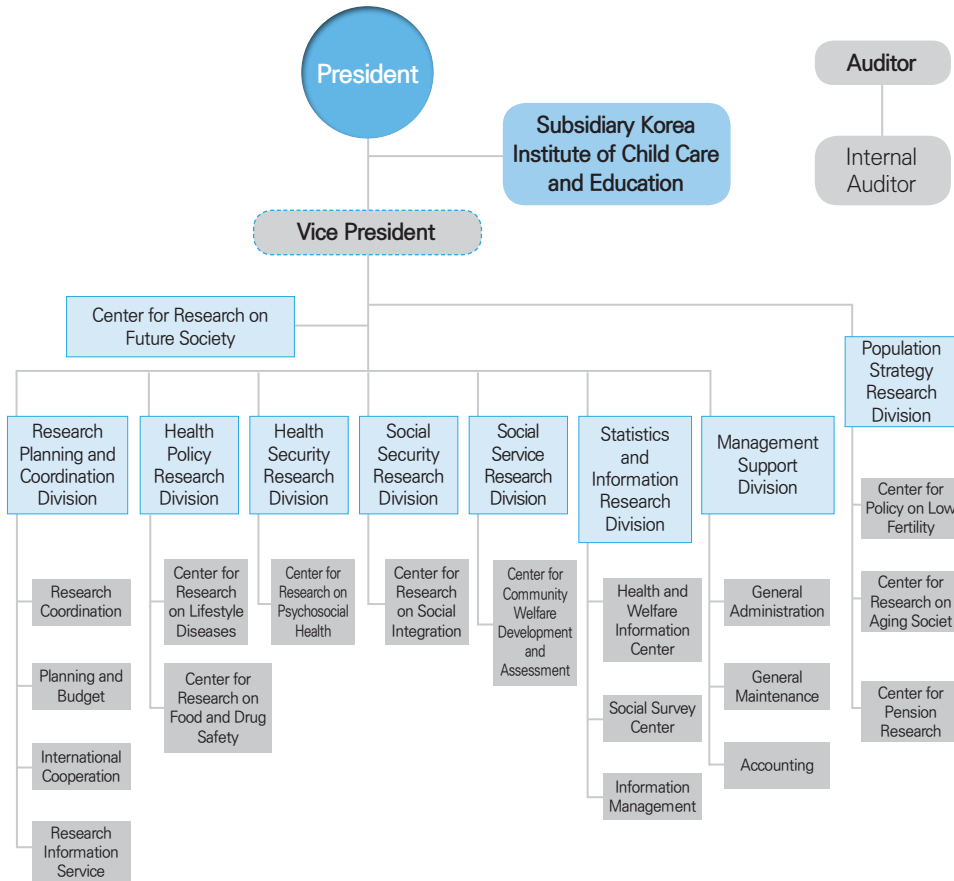 President
Auditor
Subsidiary Korea
Institute of Child Care
and Education
Internal
Auditor
Vice President
Center for Research on
Future Society
Population
Strategy
Research
Division
Research
Planning and
Coordination
Division
Health
Policy
Research
Division
Health
Security
Research
Division
Social
Security
Research
Division
Social
Service
Research
Division
Statistics
and
Information
Research
Division
Management
Support
Division
Center for
Policy on Low
Fertility
Research
Coordination
Center for
Research
on Lifestyle
Diseases
Center for
Research on
Psychosocial
Health
Center for
Research
on Social
Integration
Center for
Community
Welfare
Development
and
Assessment
Health and
Welfare
Information
Center
General
Administration
Center for
Research on
Aging Societ
Planning and
Budget
Center for
Research on
Food and Drug
Safety
Social Survey
Center
General
Maintenance
Center for
Pension
Research
International
Cooperation
Information
Management
Accounting
Research
Information
Service